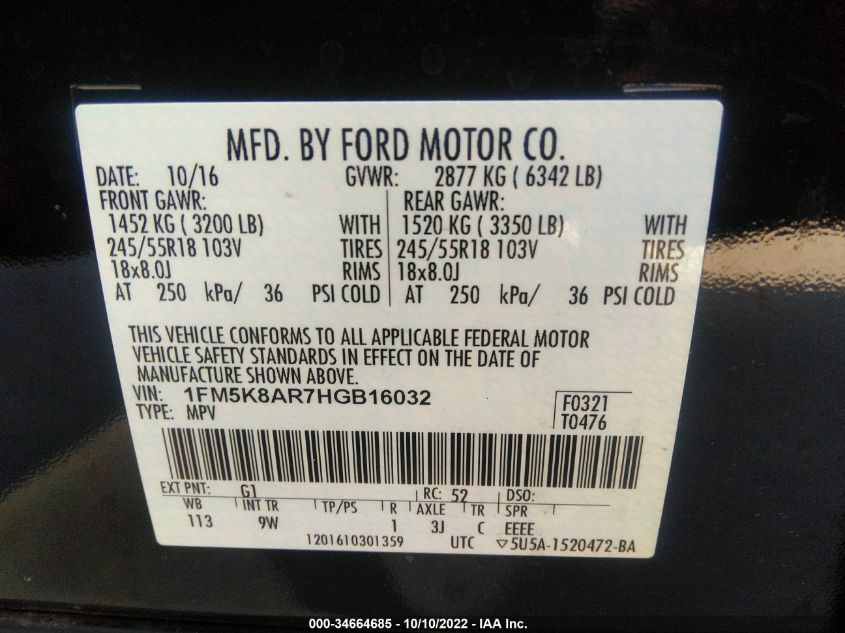 MFD. BY FORD MOTOR CO.
DATE: 10/16 GVWR: 2877 KG ( 6342 LB)
FRONT GAWR: REAR GAWR:
1452 KG ( 3200 LB) WITH 1520 KG ( 3350 LB) WITH
245/55R18 103V TIRES 245/55R18 103V TIRES
18x8.0J RIMS 18x8.0J RIMS
AT 250 kPa/ 36 PSI COLD AT 250 kPa/ 36 PSI COLD
THIS VEHICLE CONFORMS TO ALL APPLICABLE FEDERAL MOTOR
VEHICLE SAFETY STANDARDS IN EFFECT ON THE DATE OF
MANUFACTURE SHOWN ABOVE.
VIN: 1FM5K8AR7HGB16032
TYPE: MPV
F0321
T0476
EXT PNT: G1 RC: 52 DSO:
WB INT TR TP/PS R AXLE TR SPR
113 9W 1 3J C EEEE
1201610301359 UTC ▽5U5A-1520472-BA
000-34664685 - 10/10/2022 - IAA Inc.